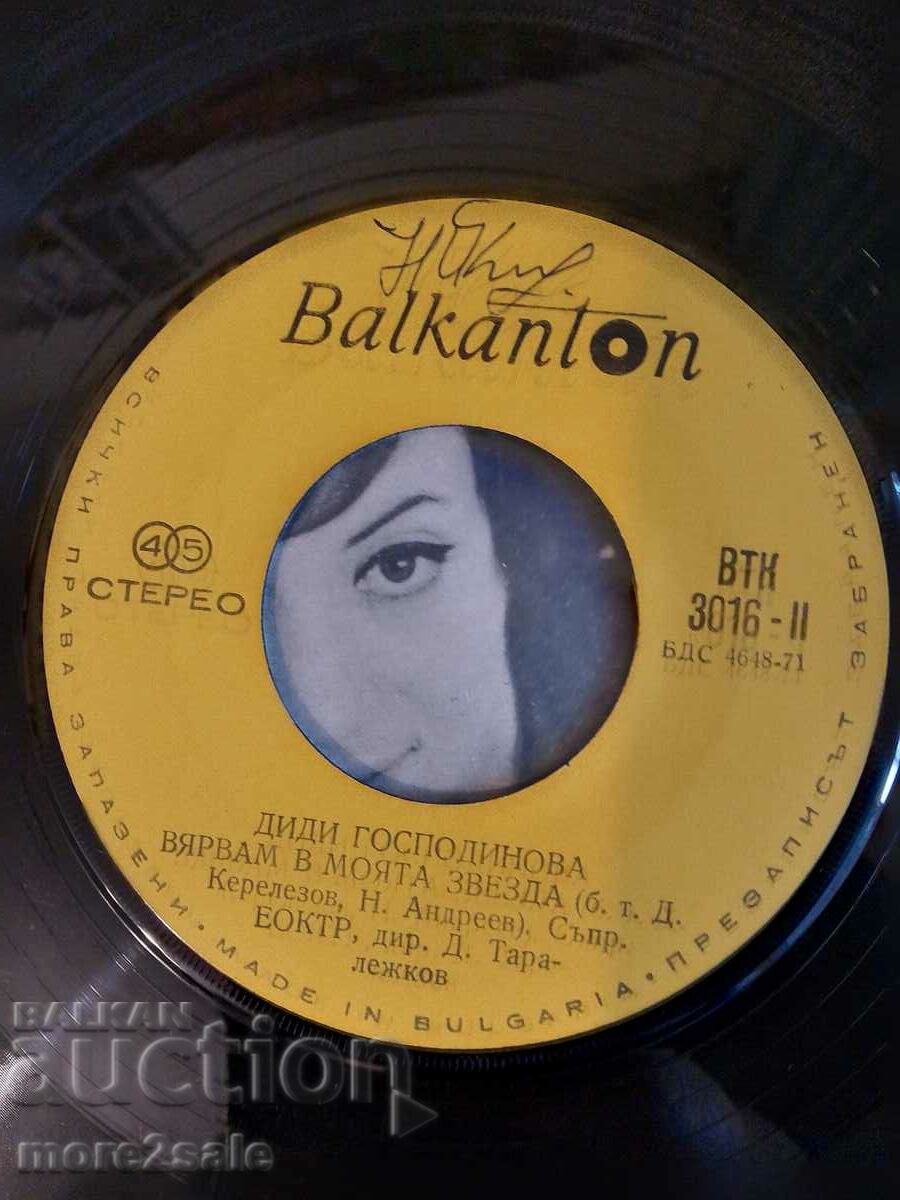 Balkanton
45
СТЕРЕО
ВТК
3016 - II
БДС 4648-71
ДИДИ ГОСПОДИНОВА
ВЯРВАМ В МОЯТА ЗВЕЗДА (б. т. Д.
Керелезов, Н. Андреев). Съпр.
ЕОКТР, дир. Д. Тара-
лежков
ВСИЧКИ ПРАВА ЗАПАЗЕНИ • MADE IN BULGARIA • ПРЕЗАПИСЪТ ЗАБРАНЕН
BALKAN
auction
more2sale